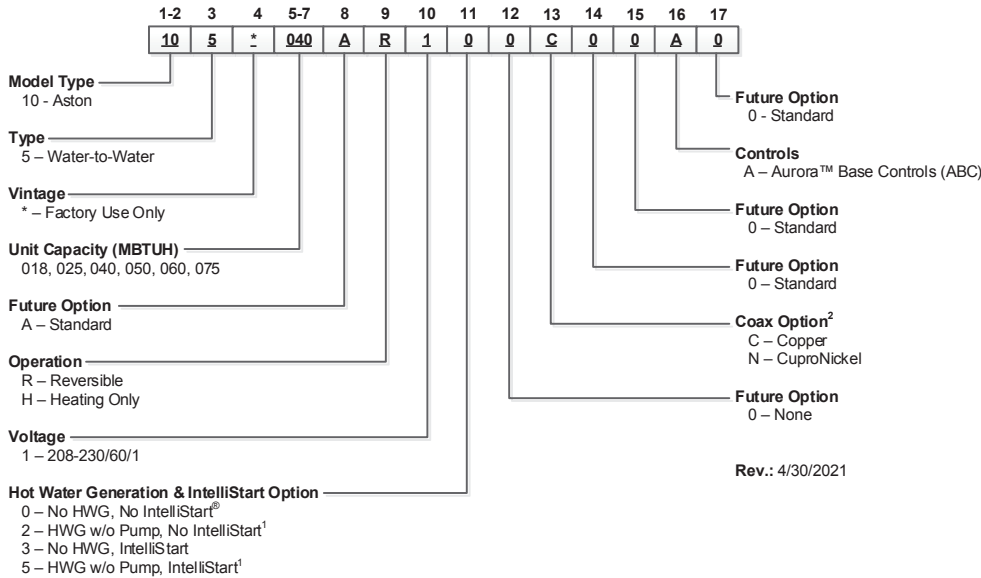 1-2 3 4 5-7 8 9 10 11 12 13 14 15 16 17
10 5 * 040 A R 1 0 0 C 0 0 A 0
Model Type
10 - Aston
Type
5 – Water-to-Water
Vintage
* – Factory Use Only
Unit Capacity (MBTUH)
018, 025, 040, 050, 060, 075
Future Option
A – Standard
Operation
R – Reversible
H – Heating Only
Voltage
1 – 208-230/60/1
Hot Water Generation & IntelliStart Option
0 – No HWG, No IntelliStart®
2 – HWG w/o Pump, No IntelliStart¹
3 – No HWG, IntelliStart
5 – HWG w/o Pump, IntelliStart¹
Future Option
0 - Standard
Controls
A – Aurora™ Base Controls (ABC)
Future Option
0 – Standard
Future Option
0 – Standard
Coax Option²
C – Copper
N – CuproNickel
Future Option
0 – None
Rev.: 4/30/2021